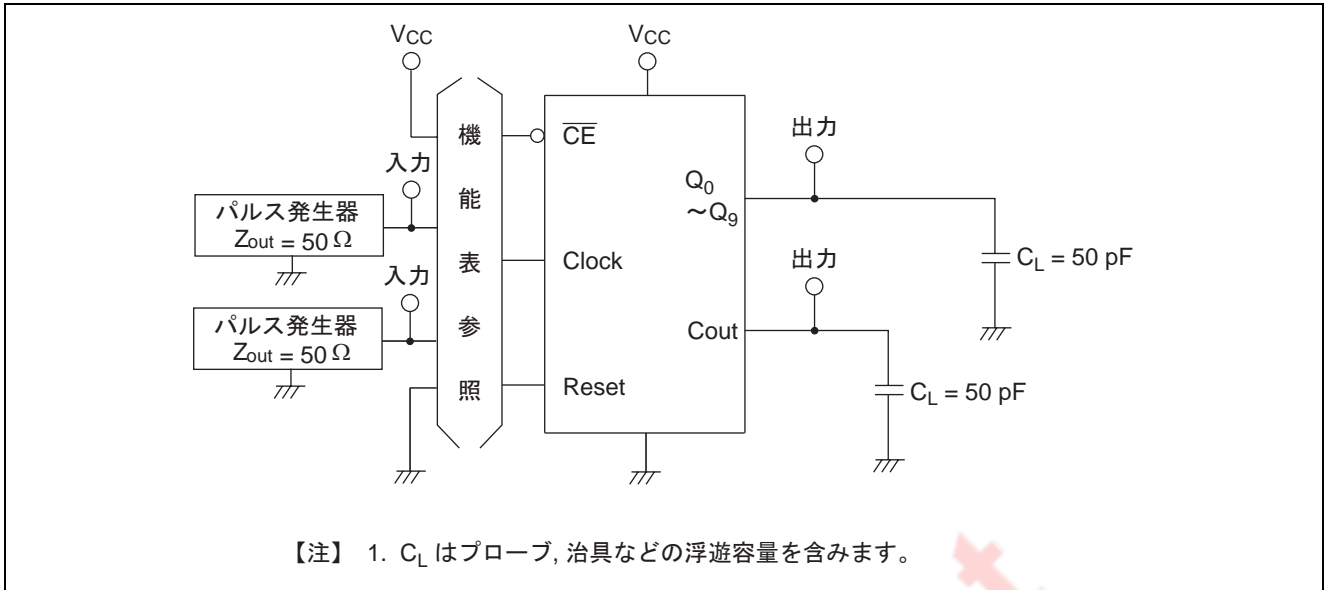 VCC
VCC
機能表参照
CE
入力
パルス発生器
Zout = 50 Ω
入力
パルス発生器
Zout = 50 Ω
Clock
Reset
Q0
～Q9
Cout
出力
CL = 50 pF
出力
CL = 50 pF
【注】 1. CL はプローブ, 治具などの浮遊容量を含みます。